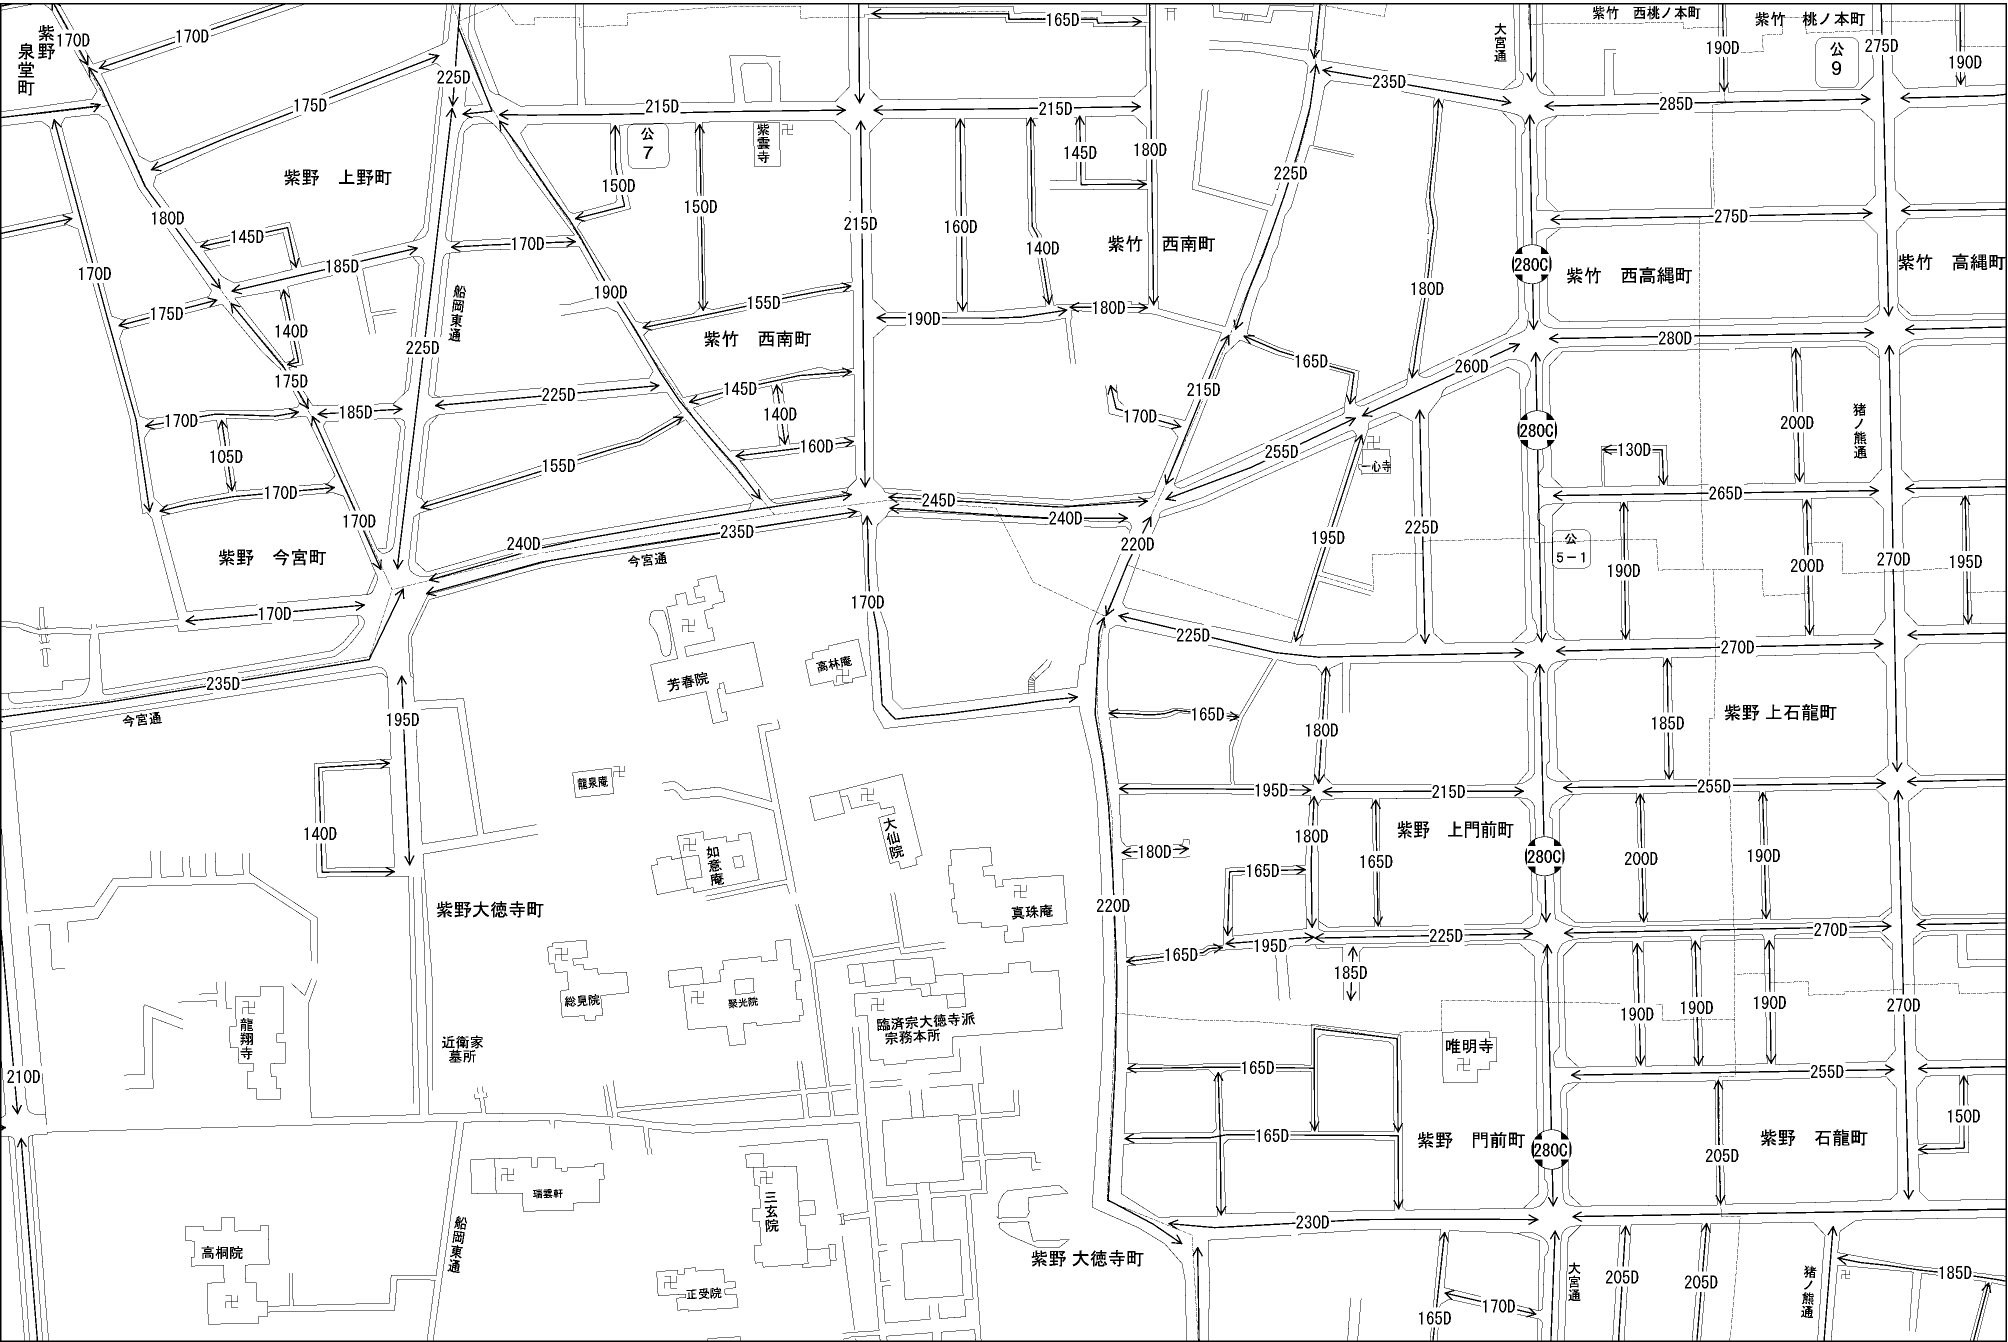 紫野
泉堂町
170D
170D
165D
大宮通
紫竹　西桃ノ本町
紫竹　桃ノ本町
190D
公
9
275D
190D
225D
235D
175D
215D
215D
285D
公
7
紫雲寺
145D
180D
紫野　上野町
150D
150D
225D
180D
145D
170D
215D
160D
140D
紫竹　西南町
275D
185D
170D
280C
紫竹　西高縄町
紫竹　高縄町
船岡東通
190D
180D
175D
140D
155D
190D
180D
225D
紫竹　西南町
280D
165D
260D
175D
225D
145D
215D
170D
185D
140D
170D
200D
猪ノ熊通
280C
105D
155D
160D
255D
一心寺
130D
170D
245D
265D
170D
240D
235D
240D
220D
195D
225D
公
5－1
紫野　今宮町
今宮通
190D
200D
270D
195D
170D
170D
225D
270D
高林庵
芳春院
235D
今宮通
195D
165D
180D
185D
紫野 上石龍町
龍泉庵
195D
215D
255D
140D
大仙院
180D
紫野　上門前町
如意庵
180D
165D
280C
200D
190D
165D
紫野大徳寺町
真珠庵
220D
165D
195D
225D
270D
185D
総見院
聚光院
190D
190D
190D
270D
龍翔寺
臨済宗大徳寺派
宗務本所
近衛家
墓所
唯明寺
210D
165D
255D
150D
165D
紫野　門前町
280C
205D
紫野　石龍町
瑞雲軒
三玄院
230D
船岡東通
高桐院
紫野 大徳寺町
大宮通
205D
205D
猪ノ熊通
185D
正受院
165D
170D